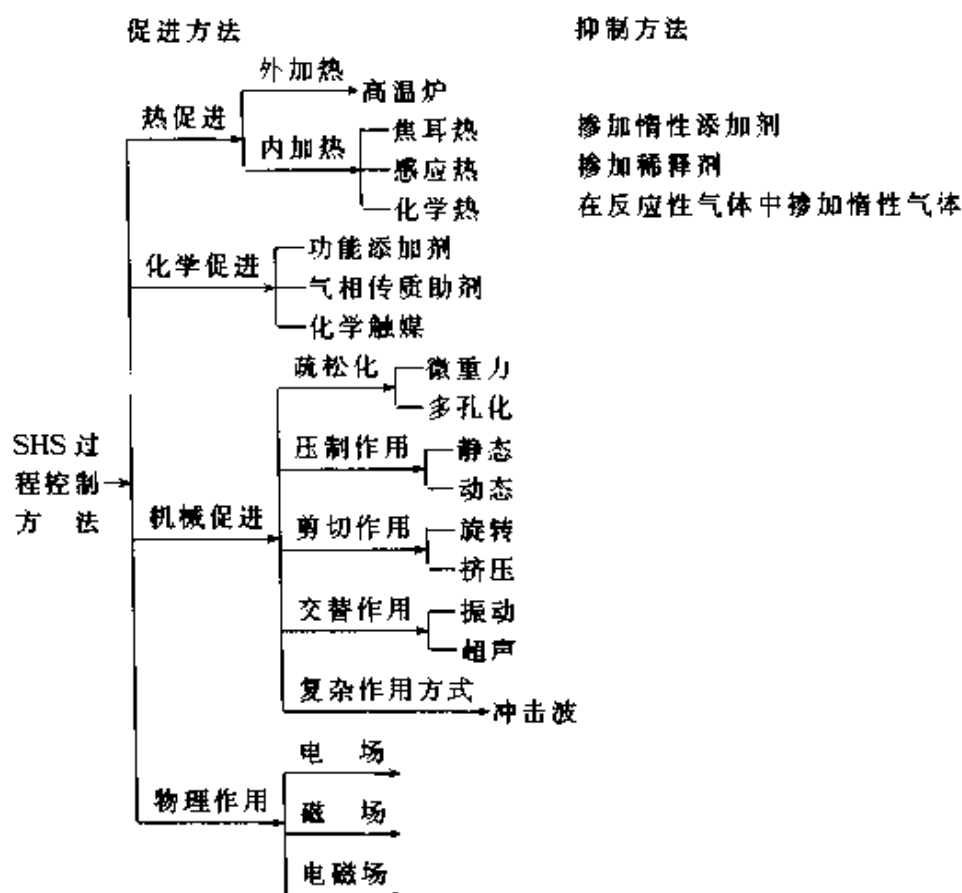 促进方法 抑制方法
外加热
高温炉
热促进
焦耳热 掺加惰性添加剂
内加热
感应热 掺加稀释剂
化学热 在反应性气体中掺加惰性气体
功能添加剂
化学促进
气相传质助剂
化学触媒
疏松化 微重力
多孔化
SHS 过
程控制
方 法
压制作用 静态
动态
机械促进
剪切作用 旋转
挤压
交替作用 振动
超声
复杂作用方式
冲击波
电 场
物理作用
磁 场
电磁场